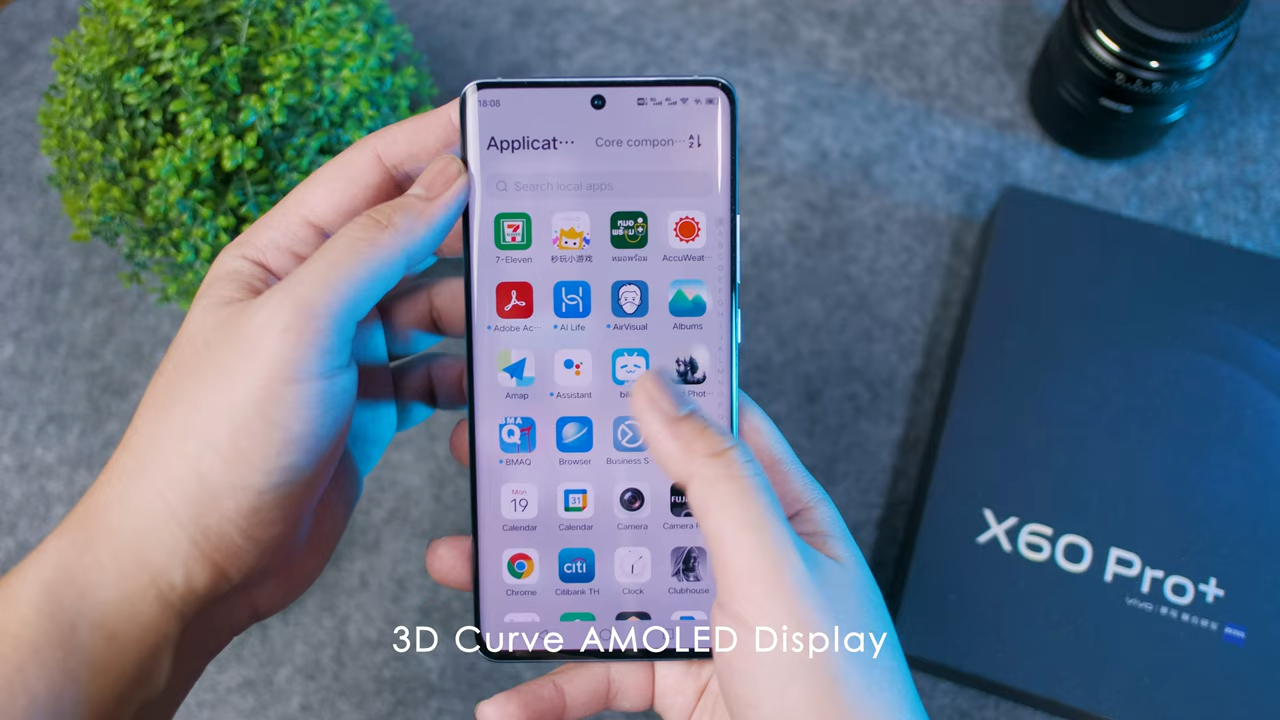 18:08
Applicat···
Core compon···
Search local apps
7-Eleven
秒玩小游戏
หมอพร้อม
AccuWeat···
Adobe Ac···
AI Life
AirVisual
Albums
Amap
Assistant
Phot···
BMAQ
Browser
Business S
Mon
19
31
Calendar
Calendar
Camera
Camera
citi
Chrome
Citibank TH
Clock
Clubhouse
3D Curve AMOLED Display
X60 Pro+
vivo
ZEISS